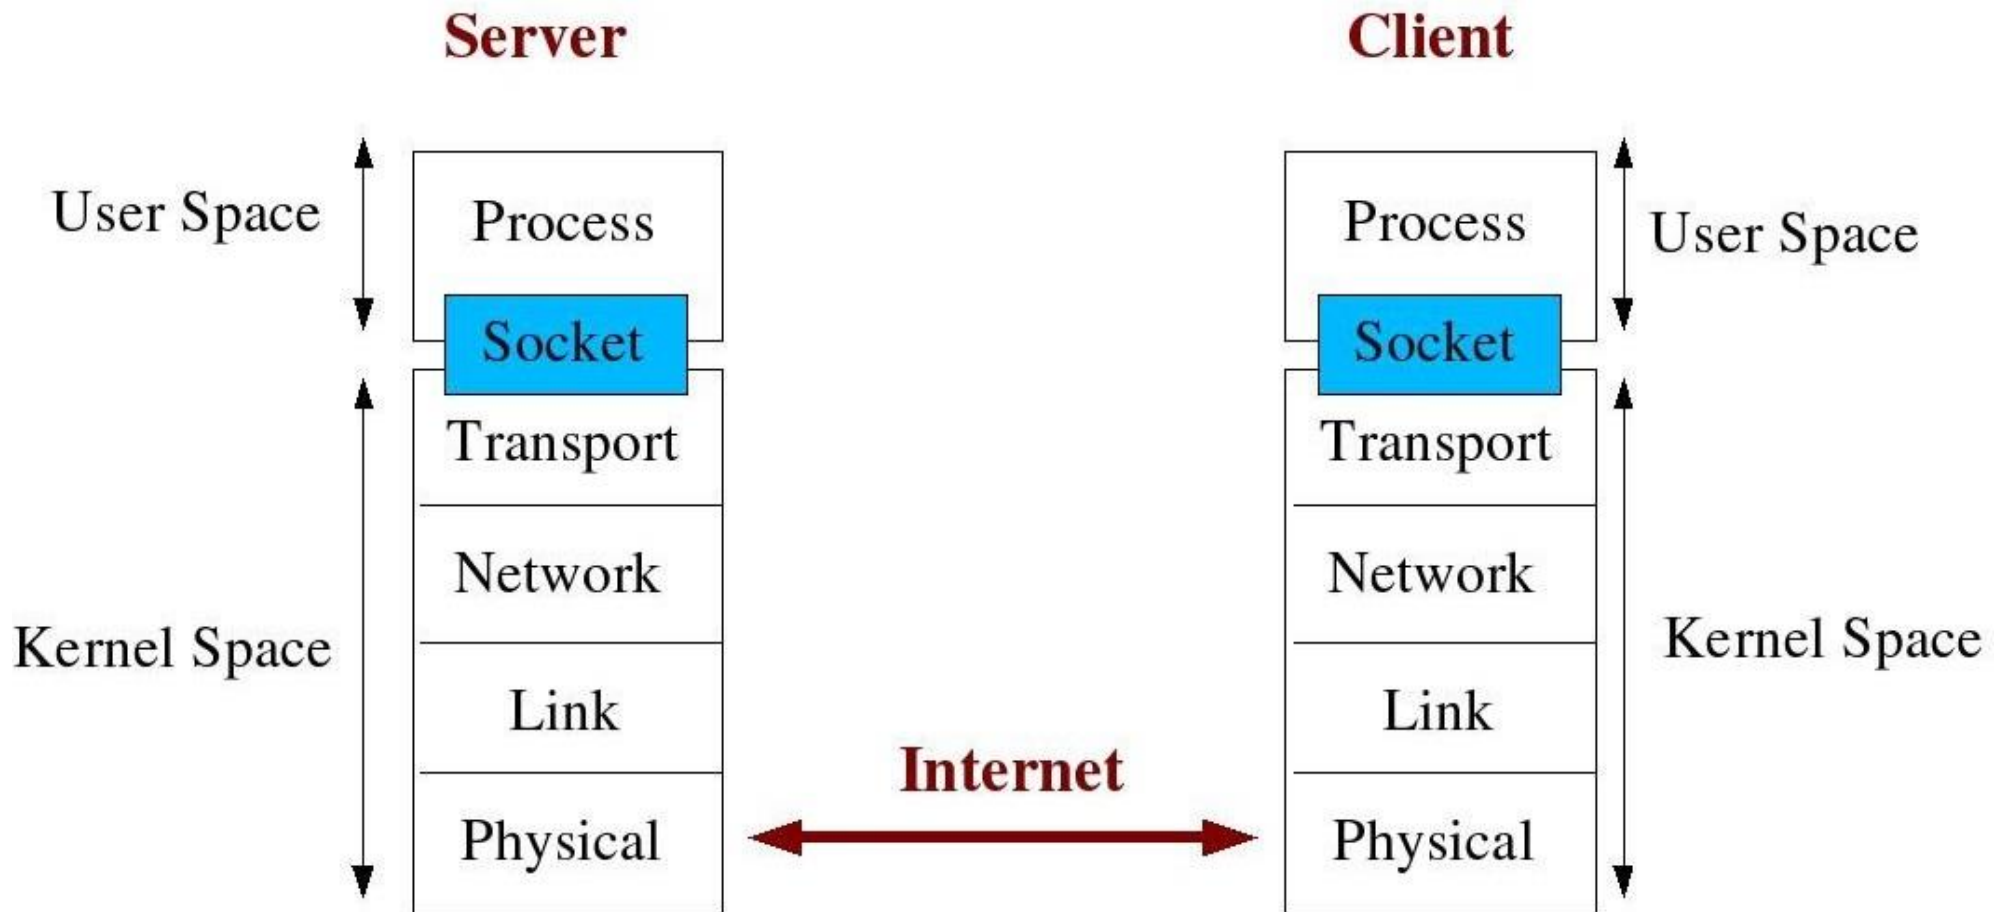 Server
Client
User Space
Process
Process
User Space
Socket
Socket
Transport
Transport
Network
Network
Kernel Space
Kernel Space
Link
Link
Internet
Physical
Physical